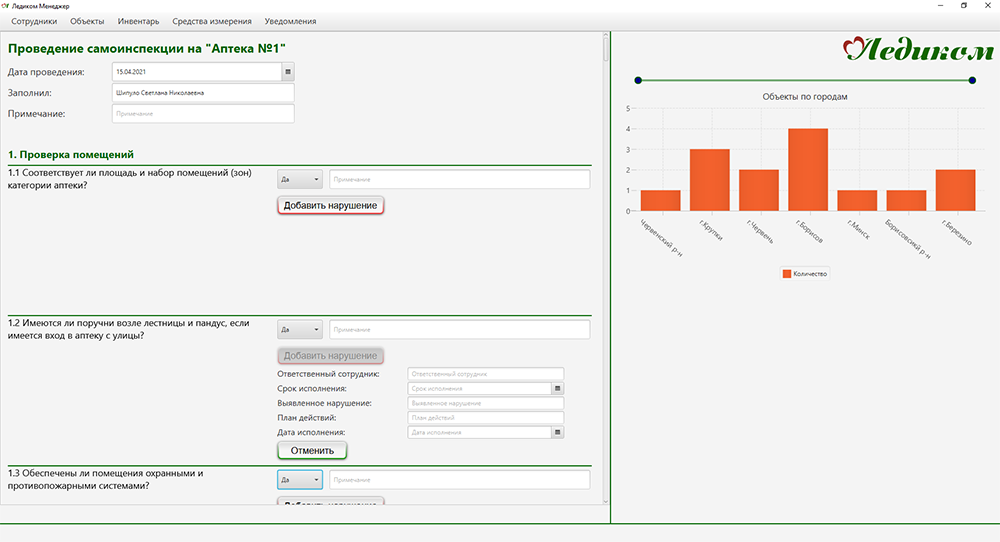 Ледиком Менеджер
Сотрудники Объекты Инвентарь Средства измерения Уведомления
Проведение самоинспекции на "Аптека №1"
Дата проведения: 15.04.2021
Заполнил: Шипуло Светлана Николаевна
Примечание: Примечание
1. Проверка помещений
1.1 Соответствует ли площадь и набор помещений (зон)
категории аптеки?
Да Примечание
Добавить нарушение
1.2 Имеются ли поручни возле лестницы и пандус, если
имеется вход в аптеку с улицы?
Да Примечание
Добавить нарушение
Ответственный сотрудник: Ответственный сотрудник
Срок исполнения: Срок исполнения
Выявленное нарушение: Выявленное нарушение
План действий: План действий
Дата исполнения: Дата исполнения
Отменить
1.3 Обеспечены ли помещения охранными и
противопожарными системами?
Да Примечание
Добавить нарушение
Ледиком
Объекты по городам
5
4
3
2
1
0
Червенский р-н
г.Крупки
г.Червень
г.Борисов
г.Минск
Борисовсикй р-н
г.Березино
Количество